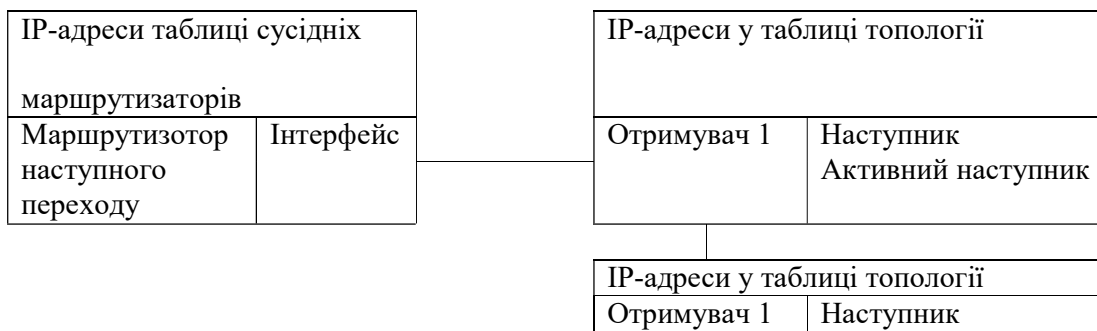 IP-адреси таблиці сусідніх
маршрутизаторів
Маршрутизотор
наступного
переходу
Інтерфейс
IP-адреси у таблиці топології
Отримувач 1
Наступник
Активний наступник
IP-адреси у таблиці топології
Отримувач 1
Наступник